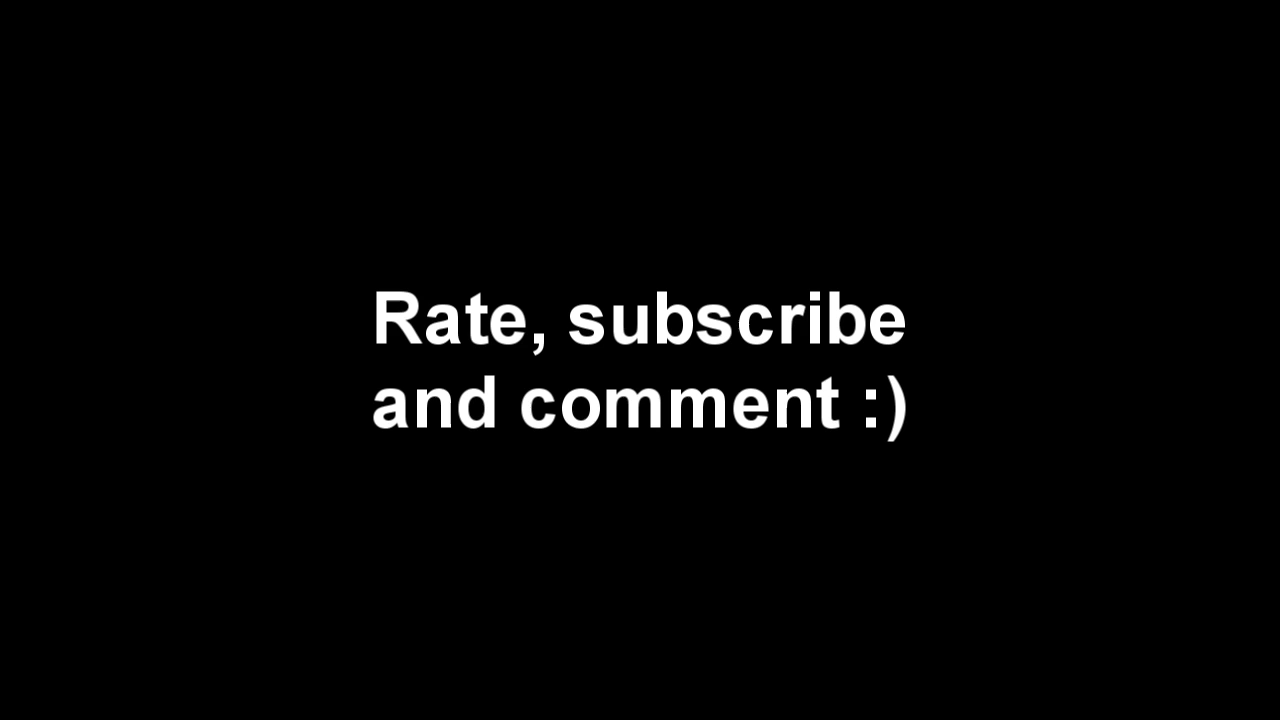 Rate, subscribe
and comment :)